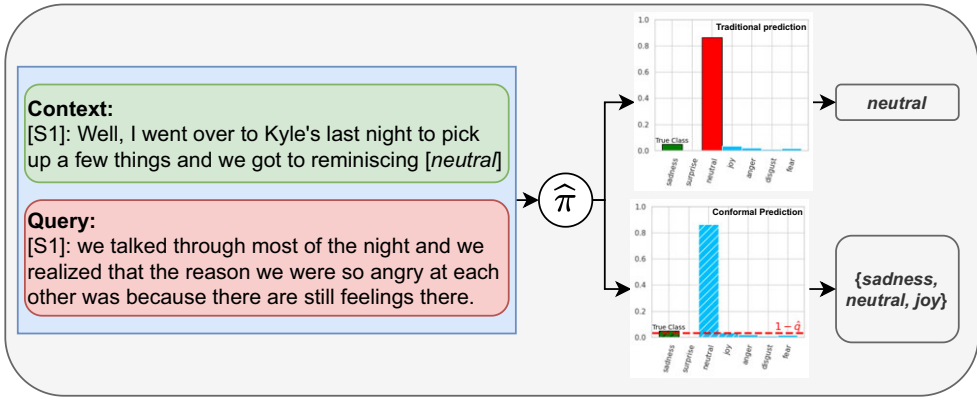 Context:
[S1]: Well, I went over to Kyle's last night to pick
up a few things and we got to reminiscing [neutral]
Query:
[S1]: we talked through most of the night and we
realized that the reason we were so angry at each
other was because there are still feelings there.
π̂
Traditional prediction
1.0
0.8
0.6
0.4
0.2
0.0
True Class
sadness
surprise
neutral
joy
anger
disgust
fear
neutral
Conformal Prediction
1.0
0.8
0.6
0.4
0.2
0.0
True Class
1 − q̂
sadness
surprise
neutral
joy
anger
disgust
fear
{sadness,
neutral, joy}